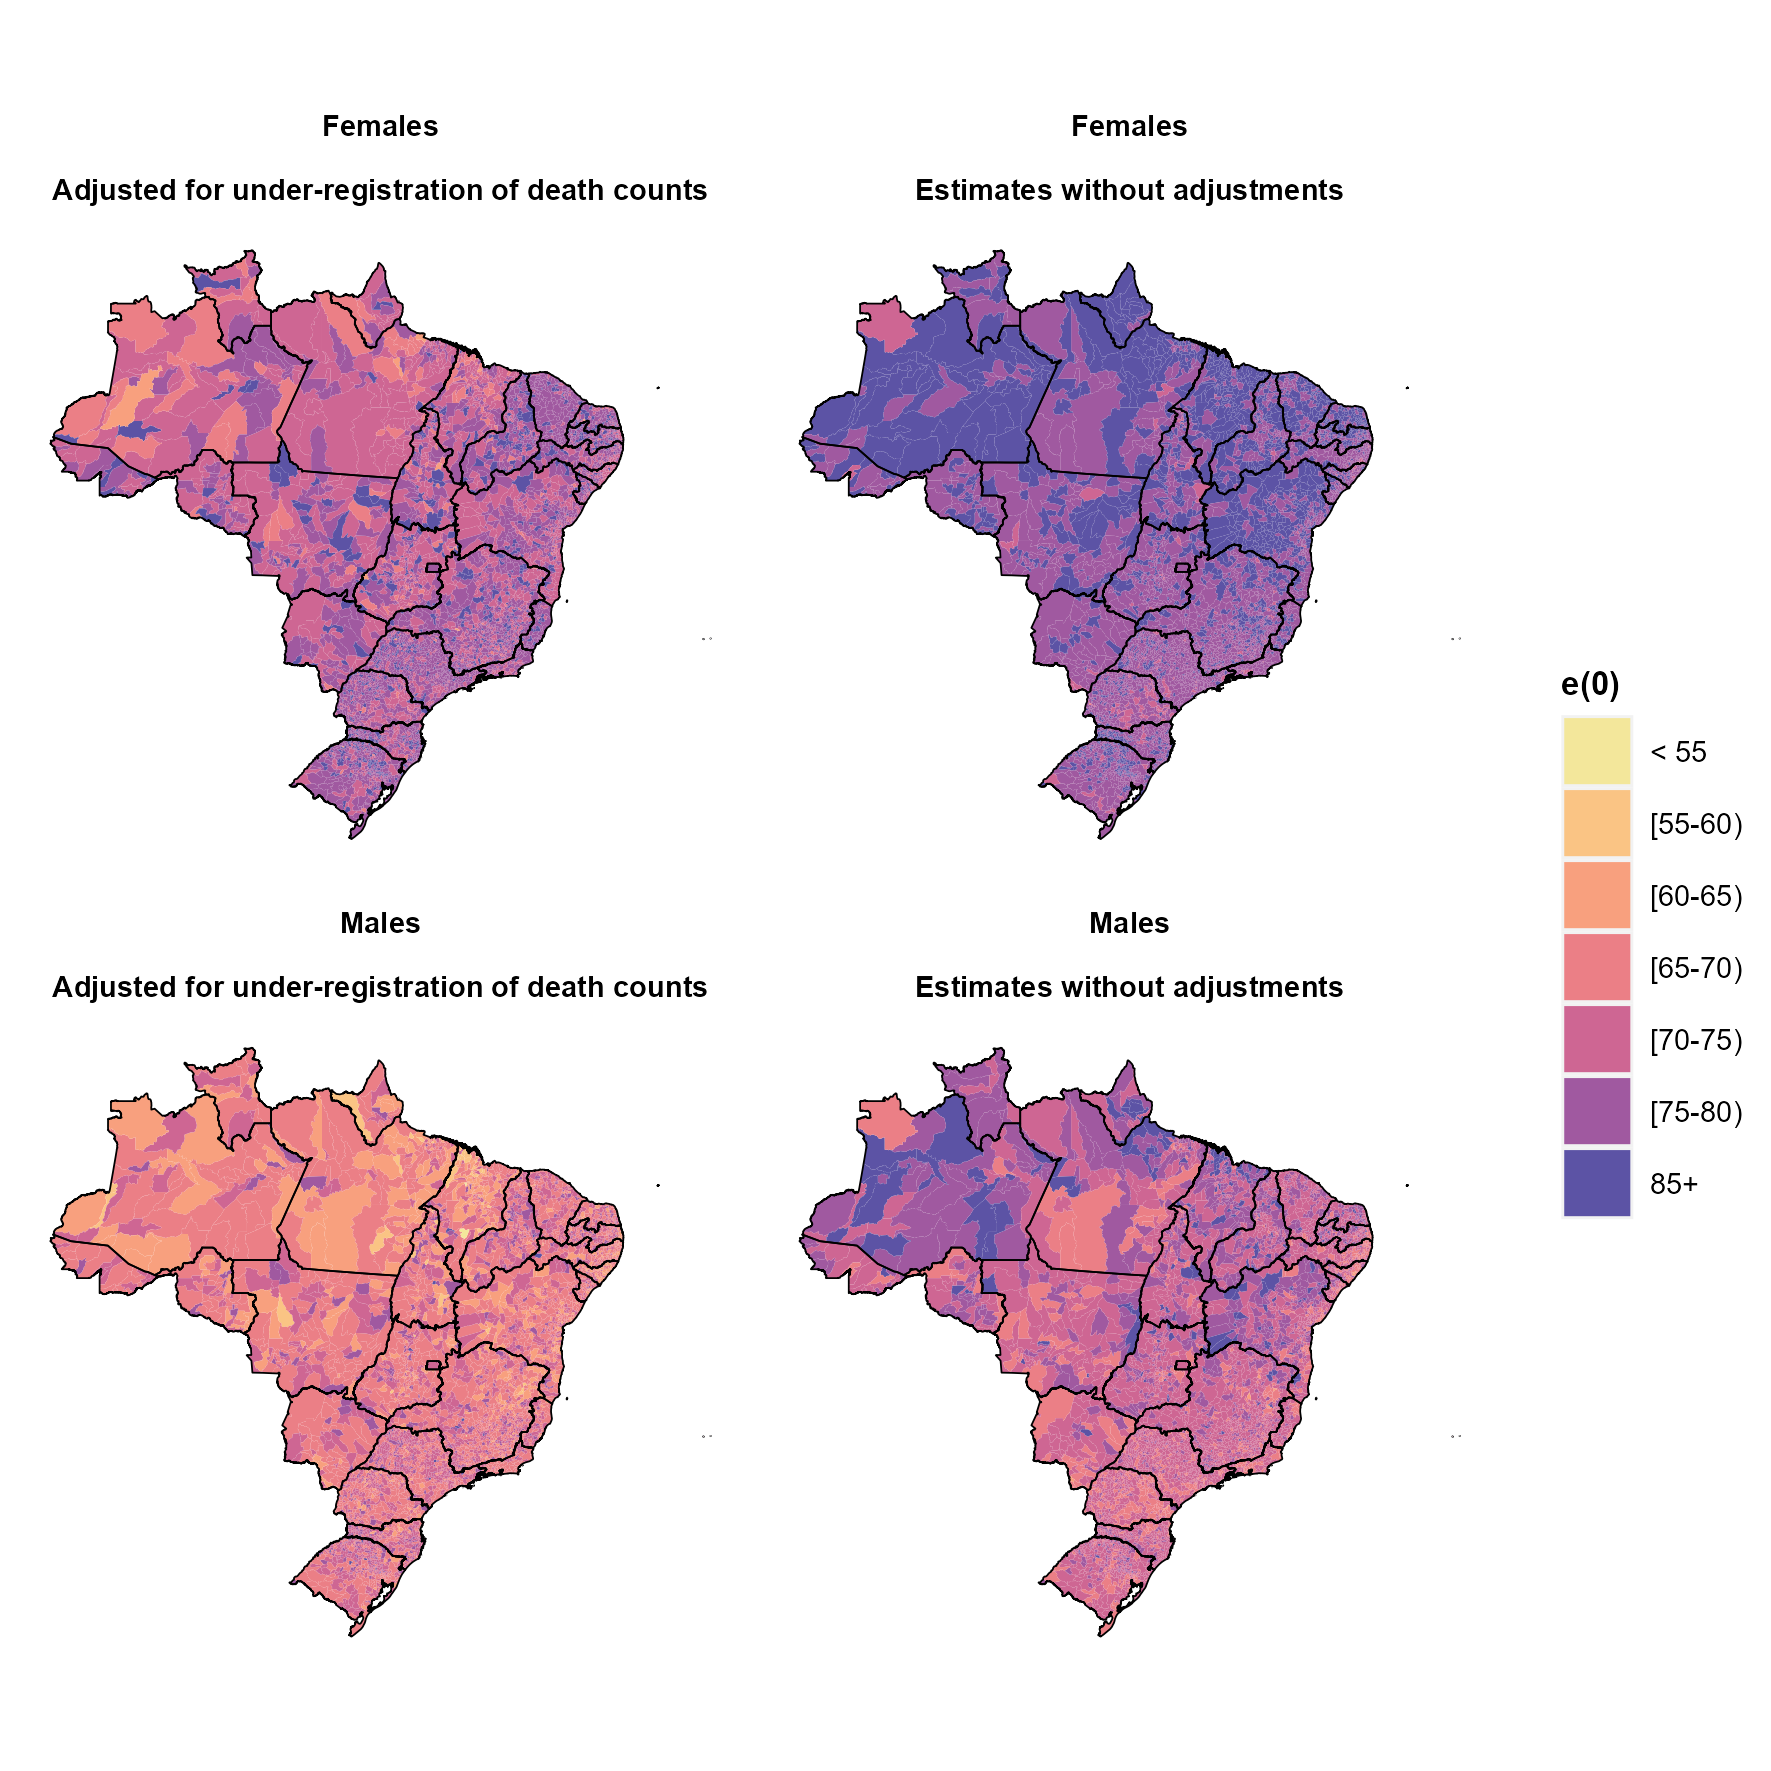 Females
Adjusted for under-registration of death counts
Females
Estimates without adjustments
Males
Adjusted for under-registration of death counts
Males
Estimates without adjustments
e(0)
< 55
[55-60)
[60-65)
[65-70)
[70-75)
[75-80)
85+